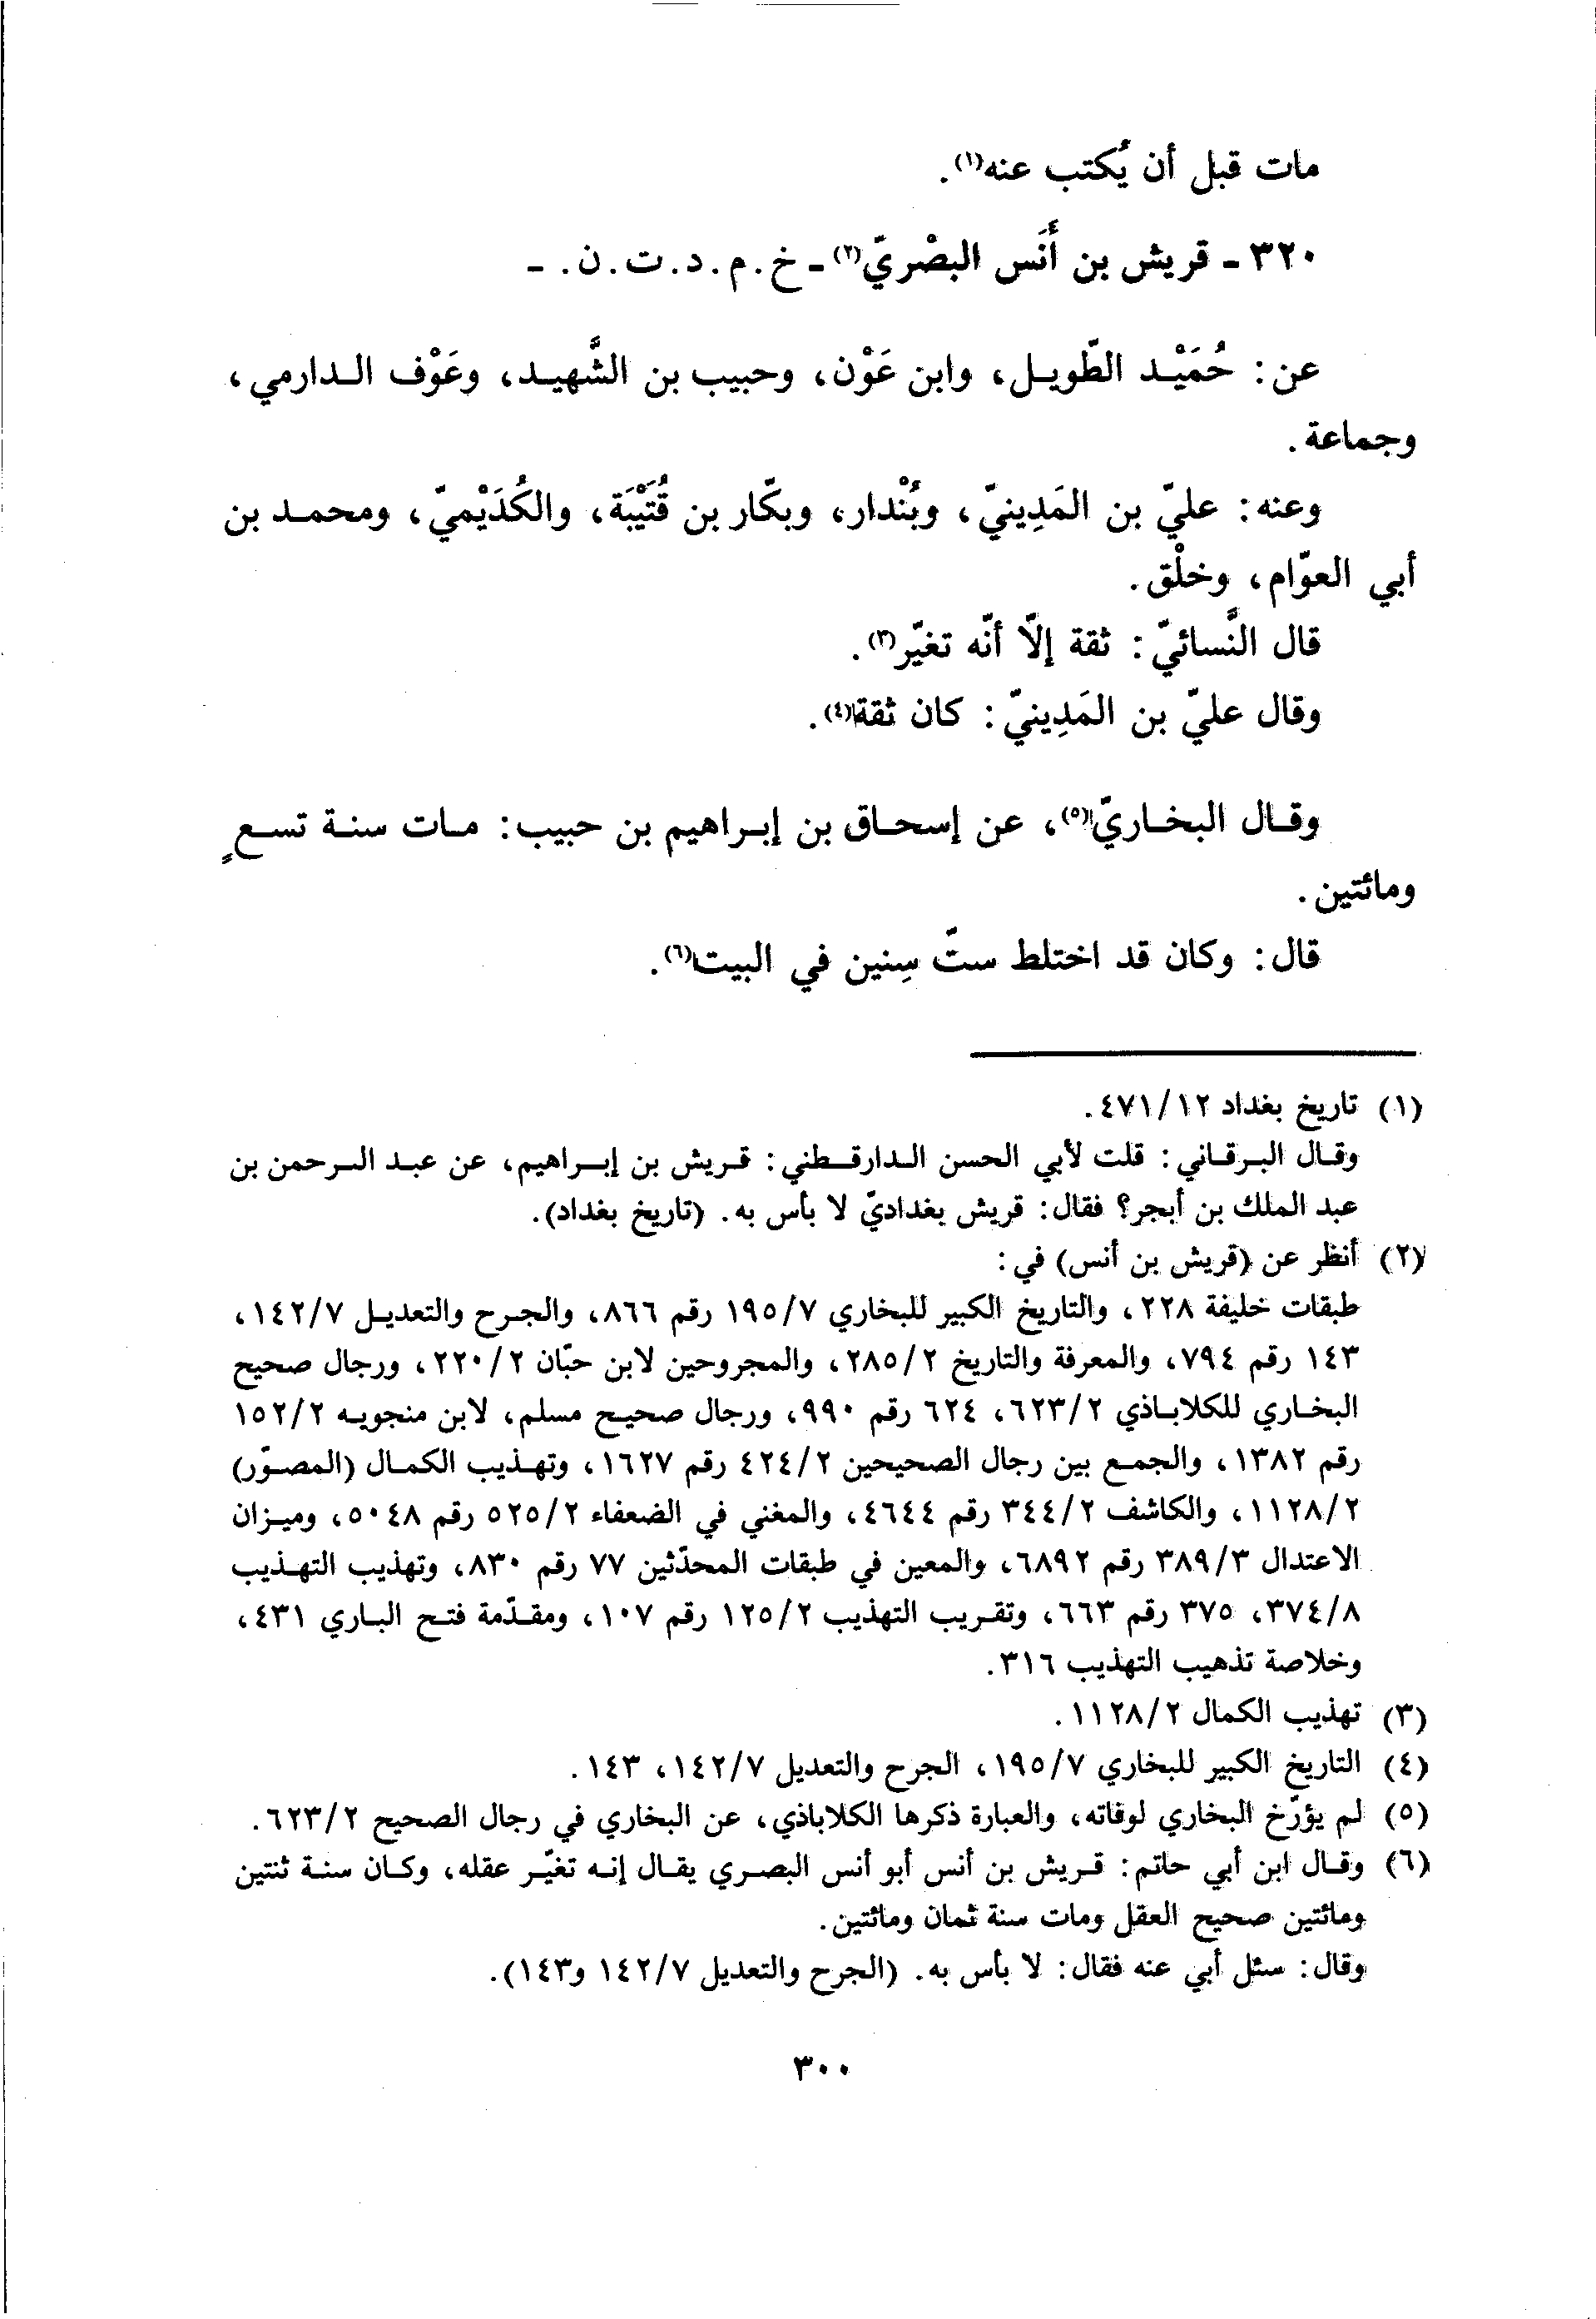 مات قبل أن يُكتب عنه(١).
٣٢٠ - قريش بن أَنَس البصْريّ(٢) - خ. م. د. ت. ن. -
عن: حُمَيْد الطّويل، وابن عَوْن، وحبيب بن الشَّهيد، وعَوْف الدارمي،
وجماعة.
وعنه: عليّ بن المَدِينيّ، وبُنْدار، وبكّار بن قُتَيْبَة، والكُدَيْميّ، ومحمد بن
أبي العوّام، وخلْق.
قال النَّسائيّ: ثقة إلّا أنّه تغيّر(٣).
وقال عليّ بن المَدِينيّ: كان ثقة(٤).
وقال البخاريّ(٥)، عن إسحاق بن إبراهيم بن حبيب: مات سنة تسعٍ
ومائتين.
قال: وكان قد اختلط ستّ سِنين في البيت(٦).
(١) تاريخ بغداد ٤٧١/١٢.
وقال البرقاني: قلت لأبي الحسن الدارقطني: قريش بن إبراهيم، عن عبد الرحمن بن
عبد الملك بن أبجر؟ فقال: قريش بغداديّ لا بأس به. (تاريخ بغداد).
(٢) أنظر عن (قريش بن أنس) في:
طبقات خليفة ٢٢٨، والتاريخ الكبير للبخاري ١٩٥/٧ رقم ٨٦٦، والجرح والتعديل ١٤٢/٧،
١٤٣ رقم ٧٩٤، والمعرفة والتاريخ ٢٨٥/٢، والمجروحين لابن حبّان ٢٢٠/٢، ورجال صحيح
البخاري للكلاباذي ٦٢٣/٢، ٦٢٤ رقم ٩٩٠، ورجال صحيح مسلم، لابن منجويه ١٥٢/٢
رقم ١٣٨٢، والجمع بين رجال الصحيحين ٤٢٤/٢ رقم ١٦٢٧، وتهذيب الكمال (المصوّر)
١١٢٨/٢، والكاشف ٣٤٤/٢ رقم ٤٦٤٤، والمغني في الضعفاء ٥٢٥/٢ رقم ٥٠٤٨، وميزان
الاعتدال ٣٨٩/٣ رقم ٦٨٩٢، والمعين في طبقات المحدّثين ٧٧ رقم ٨٣٠، وتهذيب التهذيب
٣٧٤/٨، ٣٧٥ رقم ٦٦٣، وتقريب التهذيب ١٢٥/٢ رقم ١٠٧، ومقدّمة فتح الباري ٤٣١،
وخلاصة تذهيب التهذيب ٣١٦.
(٣) تهذيب الكمال ١١٢٨/٢.
(٤) التاريخ الكبير للبخاري ١٩٥/٧، الجرح والتعديل ١٤٢/٧، ١٤٣.
(٥) لم يؤرّخ البخاري لوفاته، والعبارة ذكرها الكلاباذي، عن البخاري في رجال الصحيح ٦٢٣/٢.
(٦) وقال ابن أبي حاتم: قريش بن أنس أبو أنس البصري يقال إنه تغيّر عقله، وكان سنة ثنتين
ومائتين صحيح العقل ومات سنة ثمان ومائتين.
وقال: سئل أبي عنه فقال: لا بأس به. (الجرح والتعديل ١٤٢/٧ و١٤٣).
٣٠٠